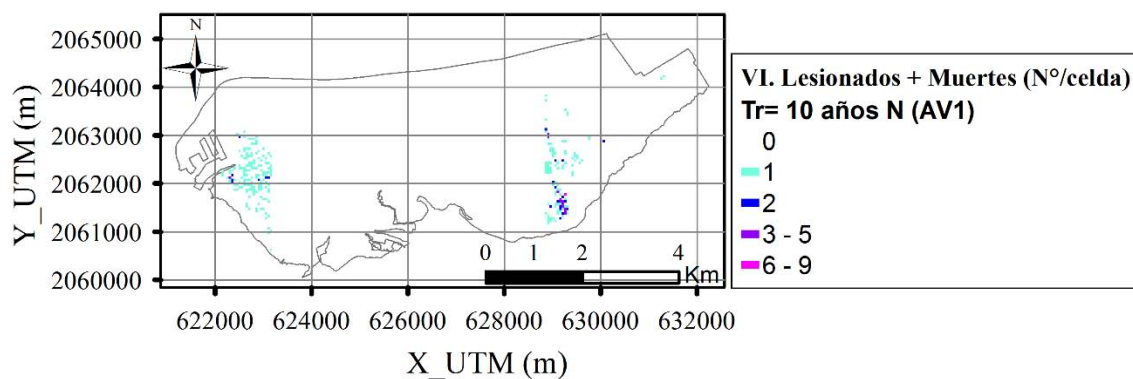 N
2065000
2064000
2063000
2062000
2061000
2060000
Y_UTM (m)
0 1 2 4
Km
622000 624000 626000 628000 630000 632000
X_UTM (m)
VI. Lesionados + Muertes (N°/celda)
Tr= 10 años N (AV1)
0
1
2
3 - 5
6 - 9